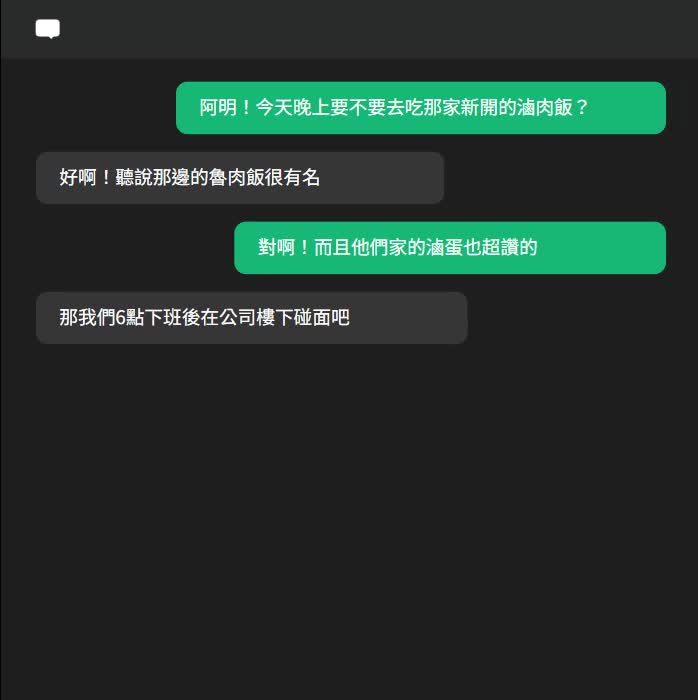 阿明！今天晚上要不要去吃那家新開的滷肉飯？
好啊！聽說那邊的魯肉飯很有名
對啊！而且他們家的滷蛋也超讚的
那我們6點下班後在公司樓下碰面吧